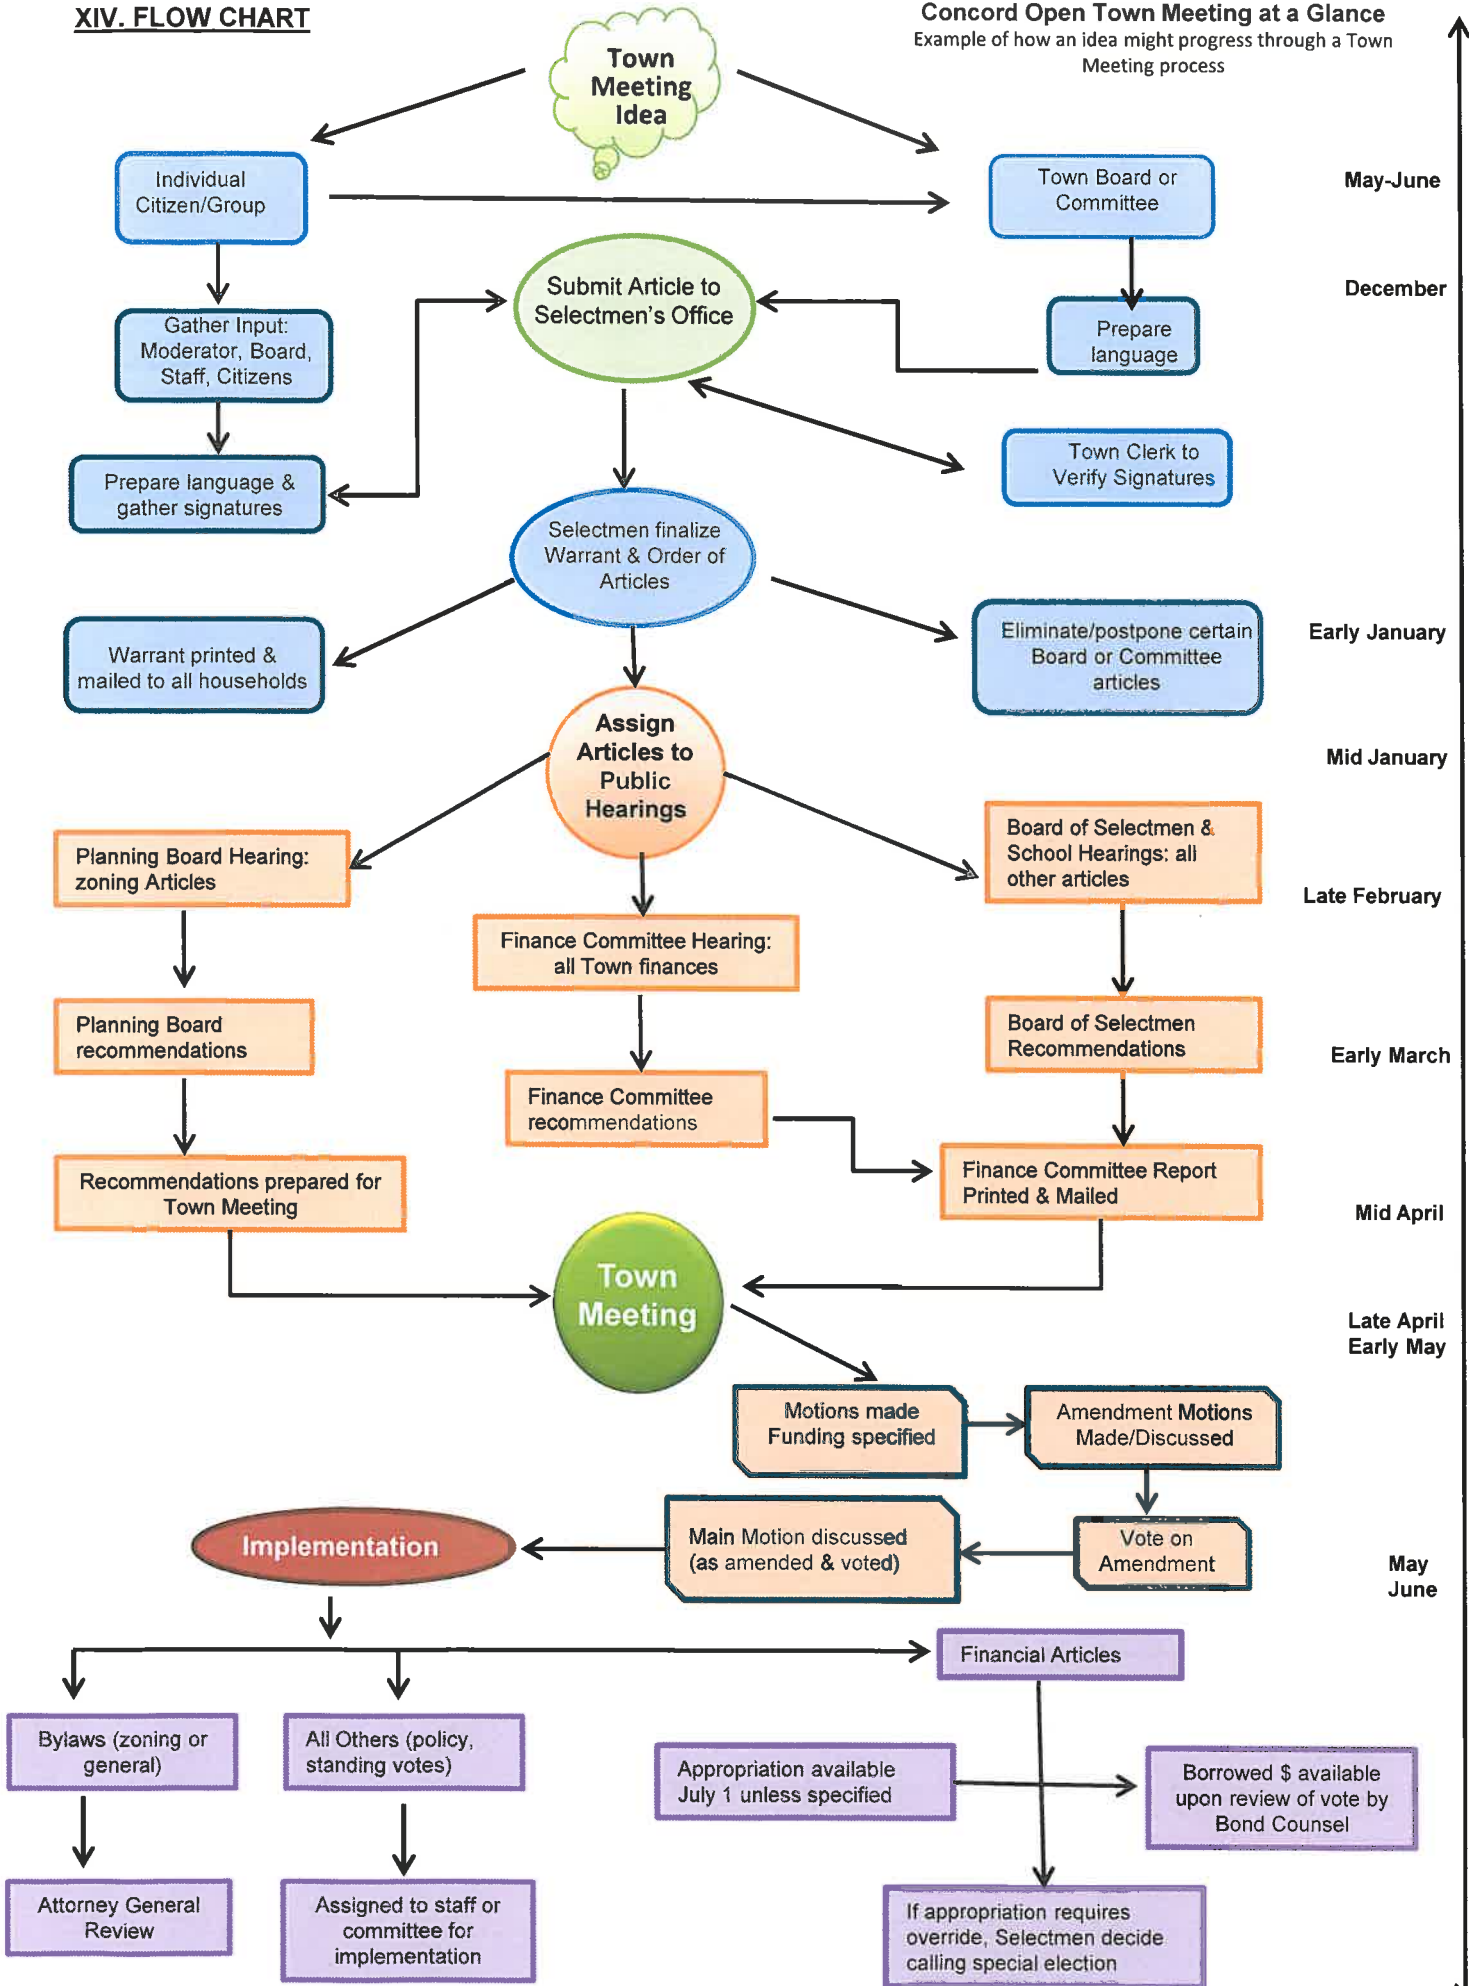 XIV. FLOW CHART
Concord Open Town Meeting at a Glance
Example of how an idea might progress through a Town
Meeting process
Town
Meeting
Idea
Individual
Citizen/Group
Town Board or
Committee
May-June
Submit Article to
Selectmen's Office
December
Gather Input:
Moderator, Board,
Staff, Citizens
Prepare
language
Prepare language &
gather signatures
Town Clerk to
Verify Signatures
Selectmen finalize
Warrant & Order of
Articles
Warrant printed &
mailed to all households
Eliminate/postpone certain
Board or Committee
articles
Early January
Assign
Articles to
Public
Hearings
Mid January
Planning Board Hearing:
zoning Articles
Board of Selectmen &
School Hearings: all
other articles
Late February
Finance Committee Hearing:
all Town finances
Planning Board
recommendations
Board of Selectmen
Recommendations
Early March
Finance Committee
recommendations
Recommendations prepared for
Town Meeting
Finance Committee Report
Printed & Mailed
Mid April
Town
Meeting
Late April
Early May
Motions made
Funding specified
Amendment Motions
Made/Discussed
Implementation
Main Motion discussed
(as amended & voted)
Vote on
Amendment
May
June
Financial Articles
Bylaws (zoning or
general)
All Others (policy,
standing votes)
Appropriation available
July 1 unless specified
Borrowed $ available
upon review of vote by
Bond Counsel
Attorney General
Review
Assigned to staff or
committee for
implementation
If appropriation requires
override, Selectmen decide
calling special election